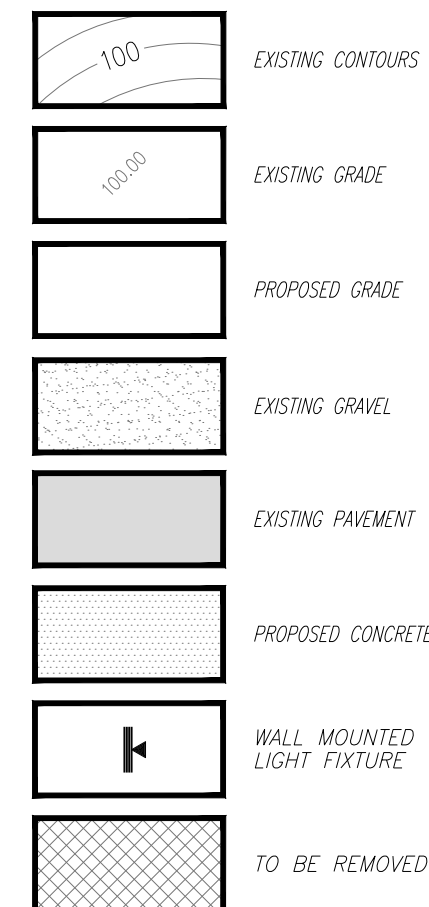 100
EXISTING CONTOURS
100.00
EXISTING GRADE
PROPOSED GRADE
EXISTING GRAVEL
EXISTING PAVEMENT
PROPOSED CONCRETE
WALL MOUNTED
LIGHT FIXTURE
TO BE REMOVED